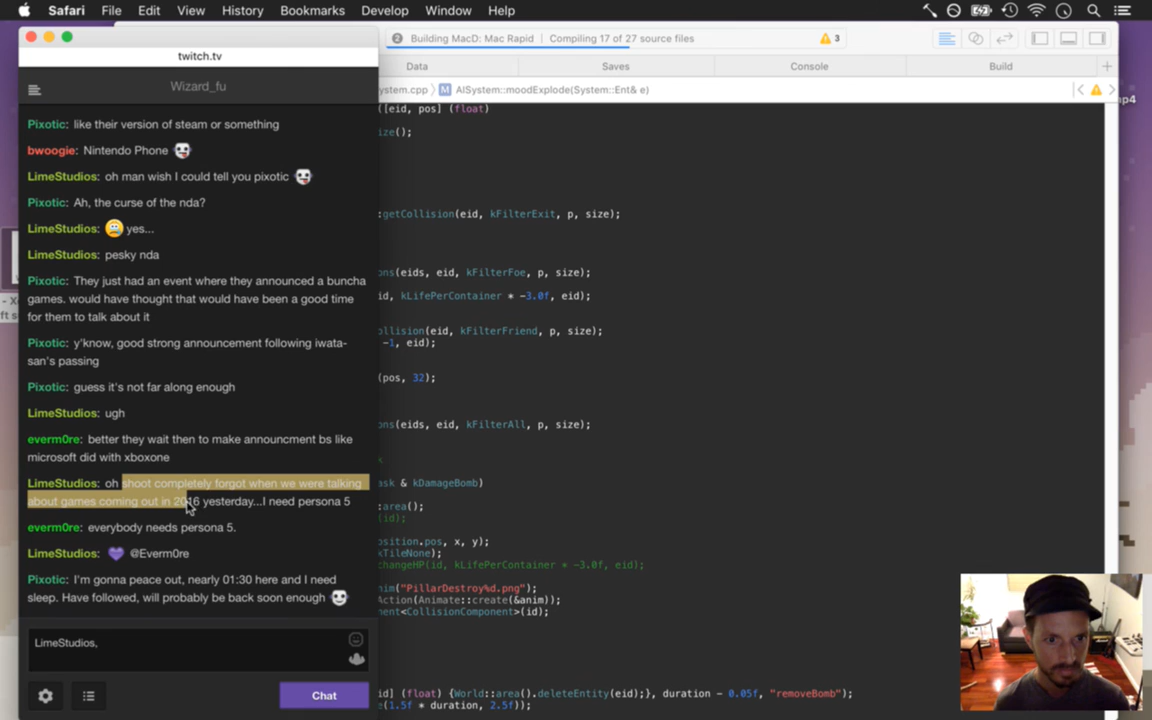 Safari File Edit View History Bookmarks Develop Window Help
twitch.tv
2 Building MacD: Mac Rapid | Compiling 17 of 27 source files
3
Data Saves Console Build
Wizard_fu
ystem.cpp M AISystem::moodExplode(System::Ent& e)
mp4
Pixotic: like their version of steam or something
bwoogie: Nintendo Phone
LimeStudios: oh man wish I could tell you pixotic
Pixotic: Ah, the curse of the nda?
LimeStudios: yes...
LimeStudios: pesky nda
Pixotic: They just had an event where they announced a buncha
games. would have thought that would have been a good time
for them to talk about it
Pixotic: y'know, good strong announcement following iwata-
san's passing
Pixotic: guess it's not far along enough
LimeStudios: ugh
everm0re: better they wait then to make announcment bs like
microsoft did with xboxone
LimeStudios: oh shoot completely forgot when we were talking
about games coming out in 2016 yesterday...I need persona 5
everm0re: everybody needs persona 5.
LimeStudios: @Everm0re
Pixotic: I'm gonna peace out, nearly 01:30 here and I need
sleep. Have followed, will probably be back soon enough
LimeStudios,
Chat
([eid, pos] (float)
ize();
:getCollision(eid, kFilterExit, p, size);
ons(eids, eid, kFilterFoe, p, size);
id, kLifePerContainer * -3.0f, eid);
ollision(eid, kFilterFriend, p, size);
-1, eid);
(pos, 32);
ons(eids, eid, kFilterAll, p, size);
ask & kDamageBomb)
:area();
(id);
osition.pos, x, y);
kTileNone);
changeHP(id, kLifePerContainer * -3.0f, eid);
nim("PillarDestroy%d.png");
Action(Animate::create(&anim));
nent<CollisionComponent>(id);
id] (float) {World::area().deleteEntity(eid);}, duration - 0.05f, "removeBomb");
e(1.5f * duration, 2.5f));